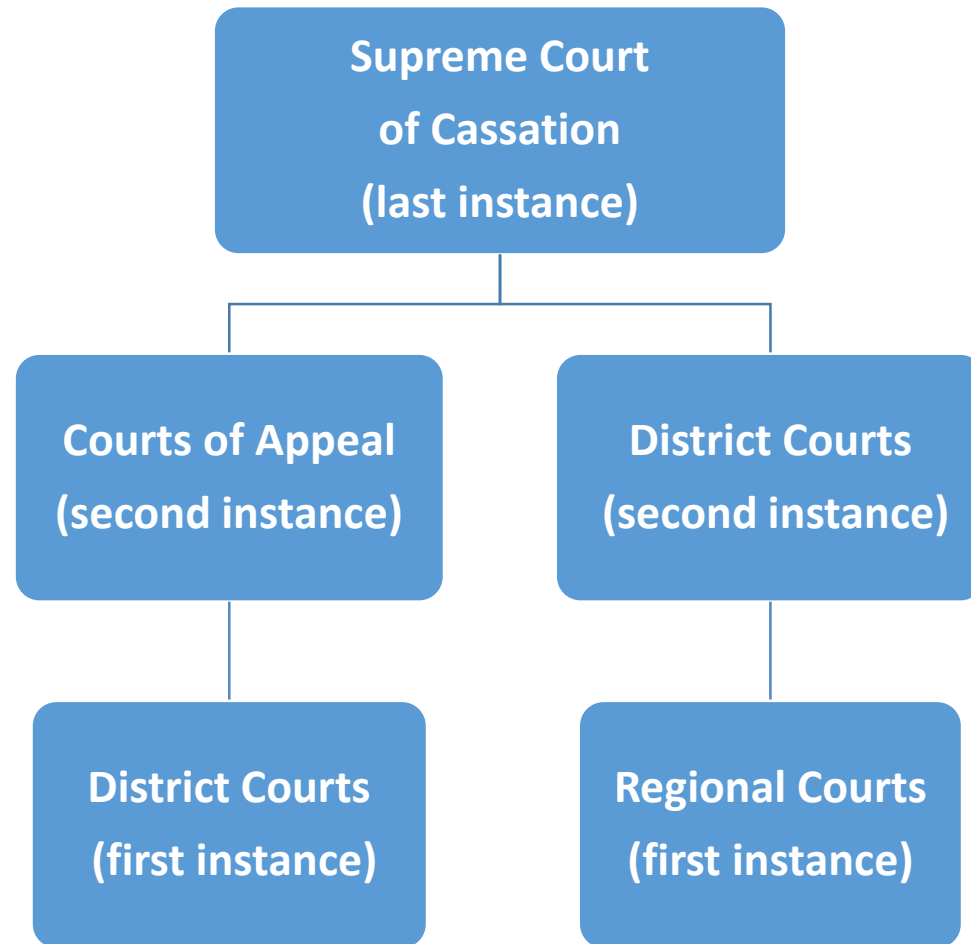 Supreme Court
of Cassation
(last instance)
Courts of Appeal
(second instance)
District Courts
(second instance)
District Courts
(first instance)
Regional Courts
(first instance)